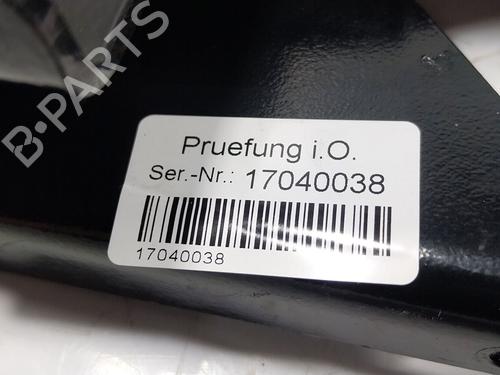 B-PARTS
Pruefung i.O.
Ser.-Nr.: 17040038
17040038